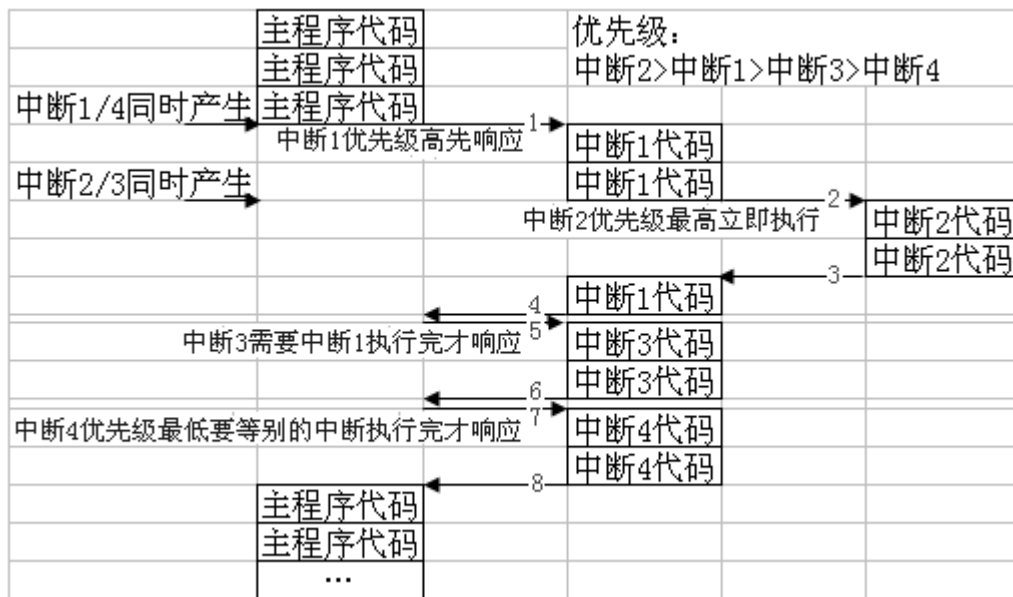 主程序代码
优先级：
主程序代码
中断2>中断1>中断3>中断4
中断1/4同时产生
主程序代码
1
中断1优先级高先响应
中断1代码
中断2/3同时产生
中断1代码
2
中断2优先级最高立即执行
中断2代码
中断2代码
3
中断1代码
4
5
中断3需要中断1执行完才响应
中断3代码
中断3代码
6
7
中断4优先级最低要等别的中断执行完才响应
中断4代码
中断4代码
8
主程序代码
主程序代码
…